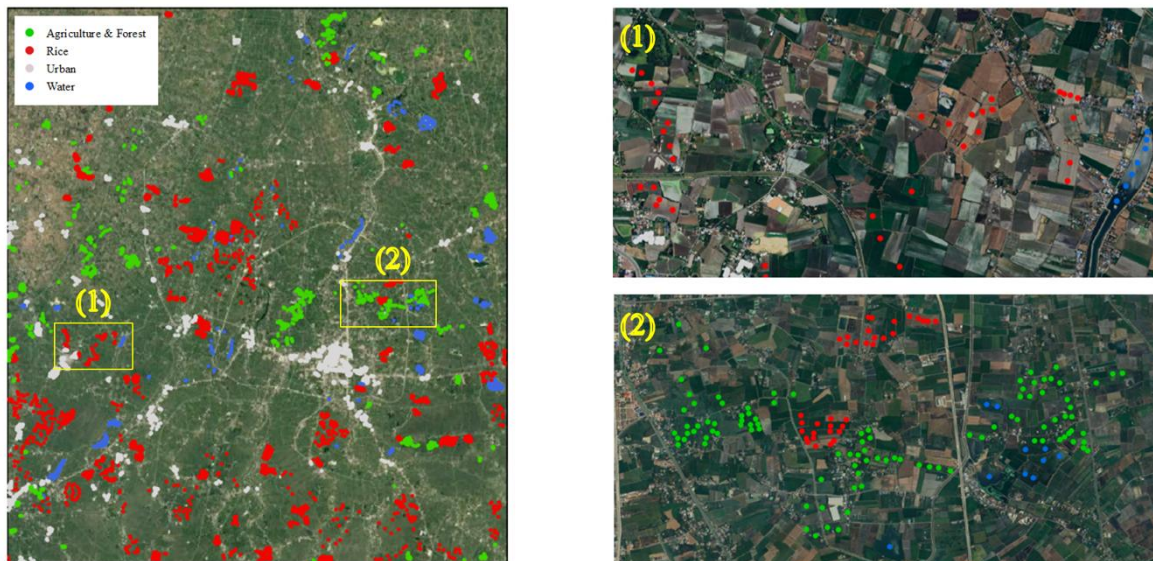 Agriculture & Forest
Rice
Urban
Water
(1)
(2)
(1)
(2)